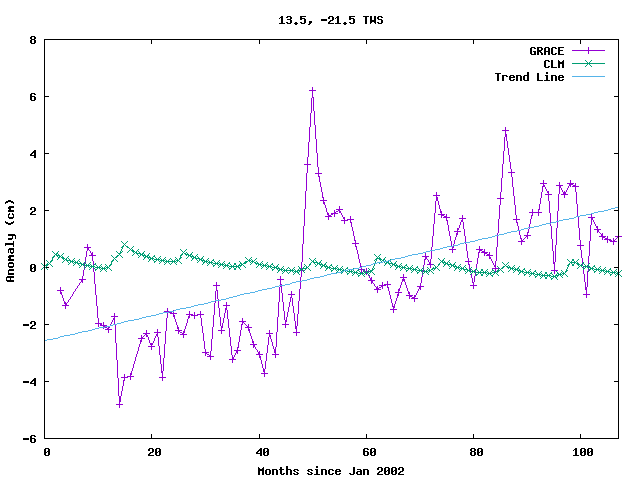 13.5, -21.5 TWS
GRACE
CLM
Trend Line
8
6
4
2
0
-2
-4
-6
Anomaly (cm)
0 20 40 60 80 100
Months since Jan 2002